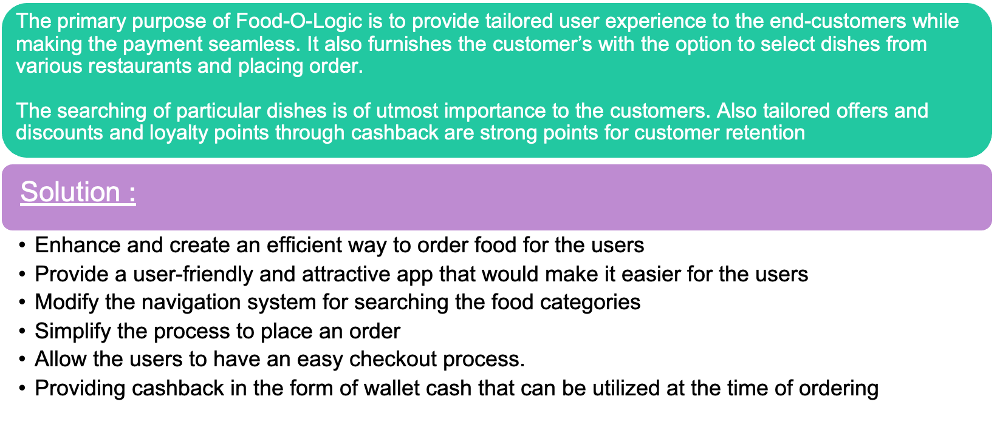 The primary purpose of Food-O-Logic is to provide tailored user experience to the end-customers while
making the payment seamless. It also furnishes the customer’s with the option to select dishes from
various restaurants and placing order.
The searching of particular dishes is of utmost importance to the customers. Also tailored offers and
discounts and loyalty points through cashback are strong points for customer retention
Solution :
• Enhance and create an efficient way to order food for the users
• Provide a user-friendly and attractive app that would make it easier for the users
• Modify the navigation system for searching the food categories
• Simplify the process to place an order
• Allow the users to have an easy checkout process.
• Providing cashback in the form of wallet cash that can be utilized at the time of ordering